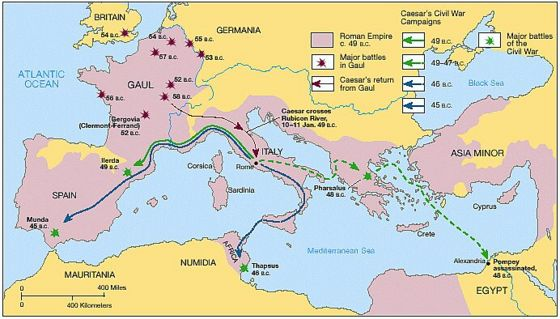 BRITAIN
54 B.C.
54 B.C.
55 B.C.
57 B.C.
53 B.C.
GERMANIA
ATLANTIC
OCEAN
GAUL
52 B.C.
58 B.C.
56 B.C.
Gergovia
(Clermont-Ferrand)
52 B.C.
Roman Empire
c. 49 B.C.
Major battles
in Gaul
Caesar's return
from Gaul
Caesar's Civil War
Campaigns
49 B.C.
49–47 B.C.
46 B.C.
45 B.C.
Major battles
of the
Civil War
Black Sea
Caesar crosses
Rubicon River,
10–11 Jan. 49 B.C.
ITALY
Rome
Corsica
Sardinia
Ilerda
49 B.C.
SPAIN
Munda
45 B.C.
Pharsalus
48 B.C.
ASIA MINOR
Cyprus
Crete
Mediterranean Sea
AFRICA
Thapsus
46 B.C.
NUMIDIA
MAURITANIA
Alexandria
Pompey
assassinated,
48 B.C.
EGYPT
0
400 Miles
0
400 Kilometers